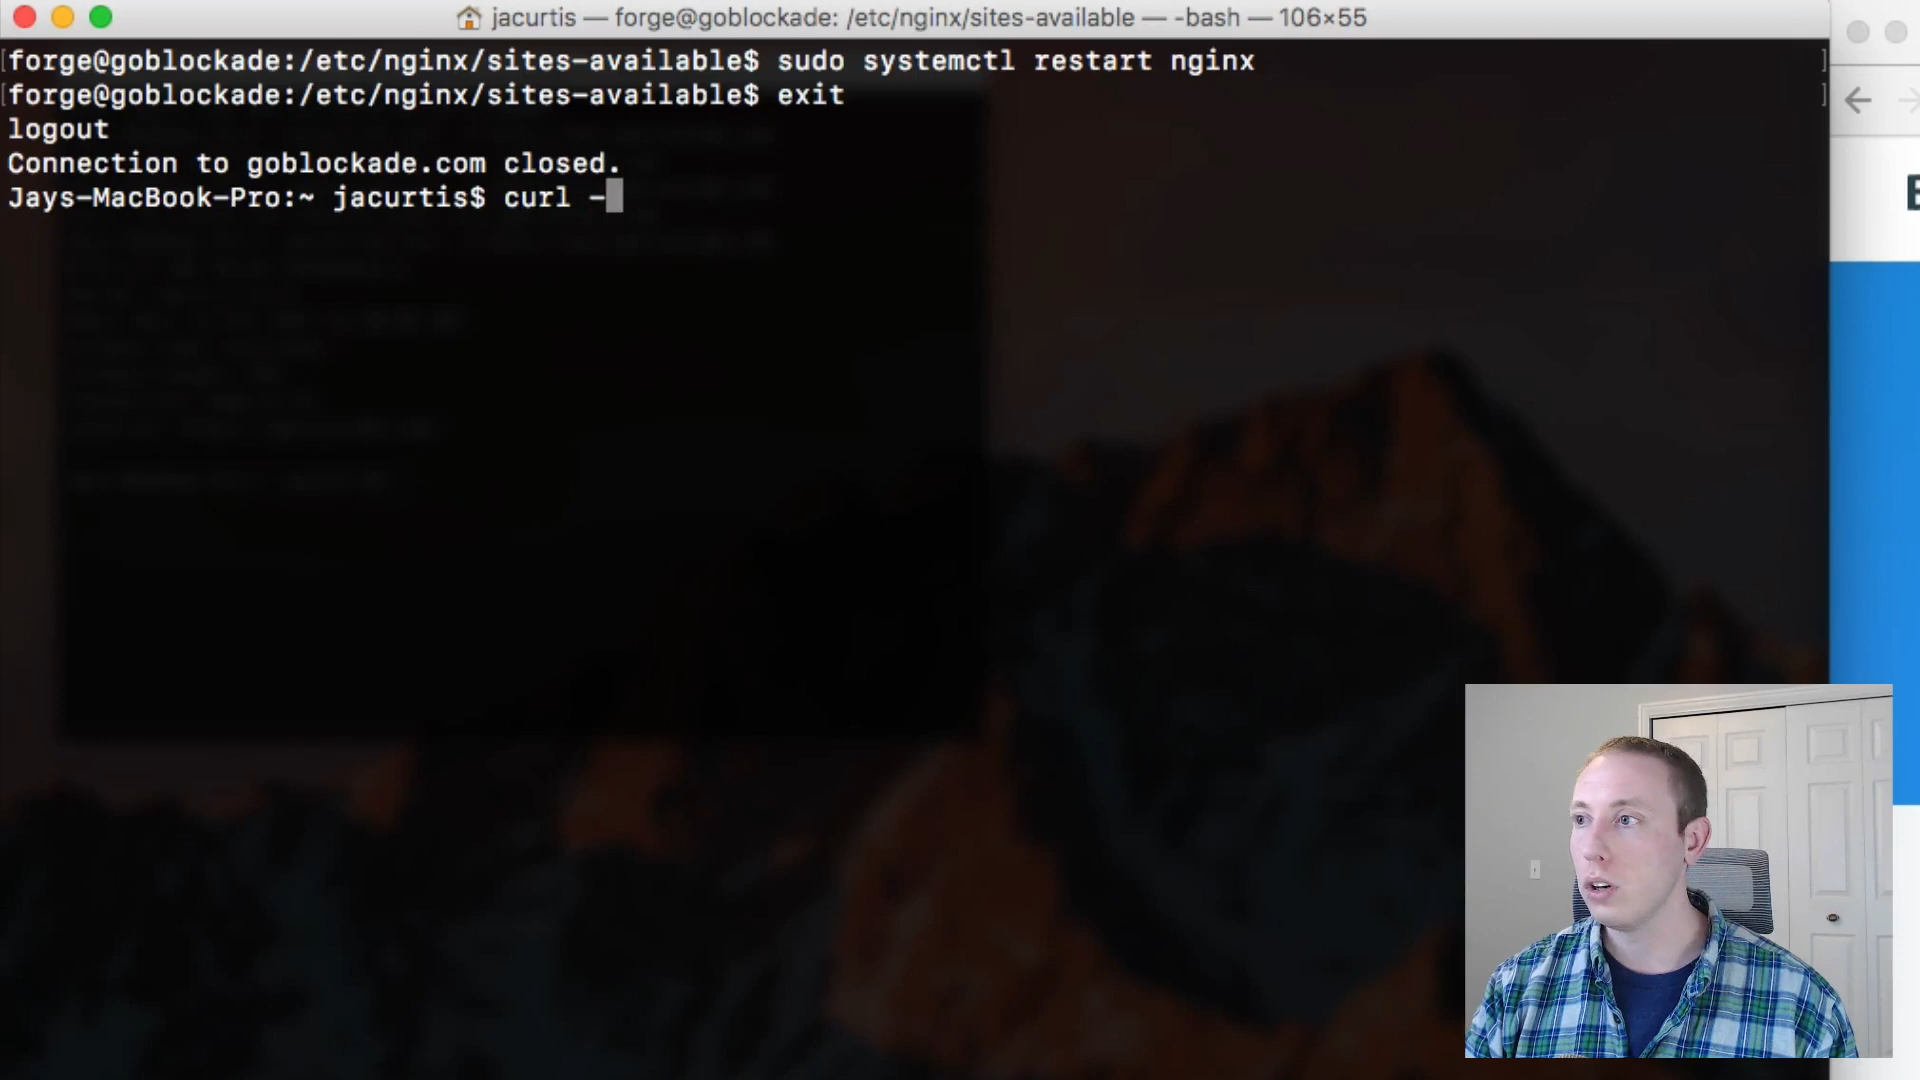 jacurtis — forge@goblockade: /etc/nginx/sites-available — -bash — 106×55
[forge@goblockade:/etc/nginx/sites-available$ sudo systemctl restart nginx ]
[forge@goblockade:/etc/nginx/sites-available$ exit ]
logout
Connection to goblockade.com closed.
Jays-MacBook-Pro:~ jacurtis$ curl -